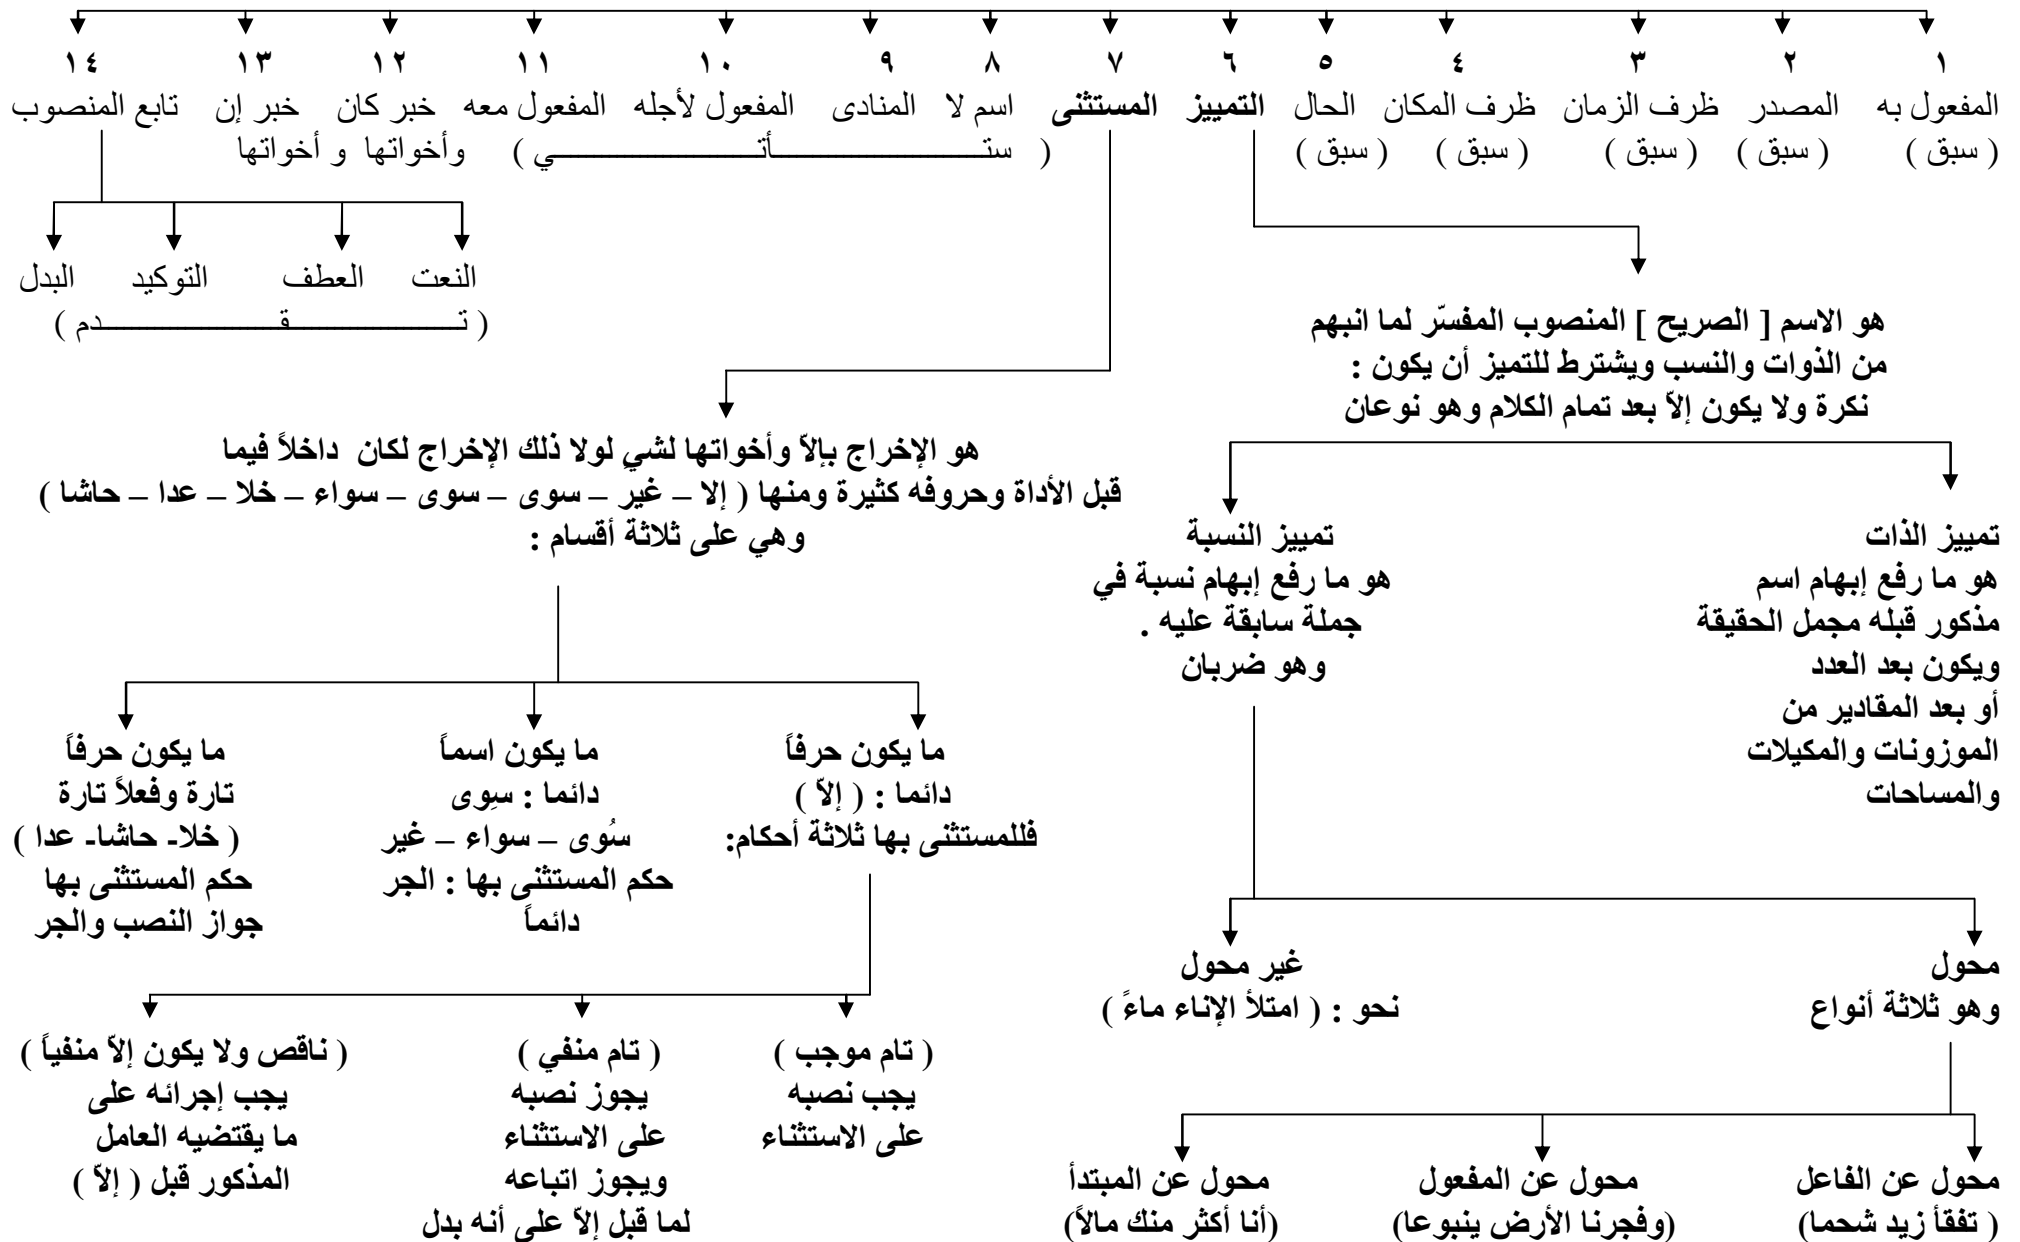 ١ ٢ ٣ ٤ ٥ ٦ ٧ ٨ ٩ ١٠ ١١ ١٢ ١٣ ١٤
المفعول به المصدر ظرف الزمان ظرف المكان الحال التمييز المستثنى اسم لا المنادى المفعول لأجله المفعول معه خبر كان خبر إن تابع المنصوب
( سبق ) ( سبق ) ( سبق ) ( سبق ) ( سبق ) ( ستـــــــأتـــــــي ) وأخواتها و أخواتها
النعت العطف التوكيد البدل
( تـــــــقـــــــدم )
هو الاسم [ الصريح ] المنصوب المفسّر لما انبهم
من الذوات والنسب ويشترط للتميز أن يكون :
نكرة ولا يكون إلاّ بعد تمام الكلام وهو نوعان
تمييز الذات
هو ما رفع إبهام اسم
مذكور قبله مجمل الحقيقة
ويكون بعد العدد
أو بعد المقادير من
الموزونات والمكيلات
والمساحات
تمييز النسبة
هو ما رفع إبهام نسبة في
جملة سابقة عليه .
وهو ضربان
محول
وهو ثلاثة أنواع
غير محول
نحو : ( امتلأ الإناء ماءً )
محول عن الفاعل
( تفقأ زيد شحما)
محول عن المفعول
(وفجرنا الأرض ينبوعا)
محول عن المبتدأ
(أنا أكثر منك مالاً)
هو الإخراج بإلاّ وأخواتها لشيٍ لولا ذلك الإخراج لكان داخلاً فيما
قبل الأداة وحروفه كثيرة ومنها ( إلا – غير – سوى – سوى – سواء – خلا – عدا – حاشا )
وهي على ثلاثة أقسام :
ما يكون حرفاً
دائما : ( إلاّ )
فللمستثنى بها ثلاثة أحكام:
ما يكون اسماً
دائما : سِوى
سُوى – سواء – غير
حكم المستثنى بها : الجر
دائماً
ما يكون حرفاً
تارة وفعلاً تارة
( خلا- حاشا- عدا )
حكم المستثنى بها
جواز النصب والجر
( تام موجب )
يجب نصبه
على الاستثناء
( تام منفي )
يجوز نصبه
على الاستثناء
ويجوز اتباعه
لما قبل إلاّ على أنه بدل
( ناقص ولا يكون إلاّ منفياً )
يجب إجرائه على
ما يقتضيه العامل
المذكور قبل ( إلاّ )